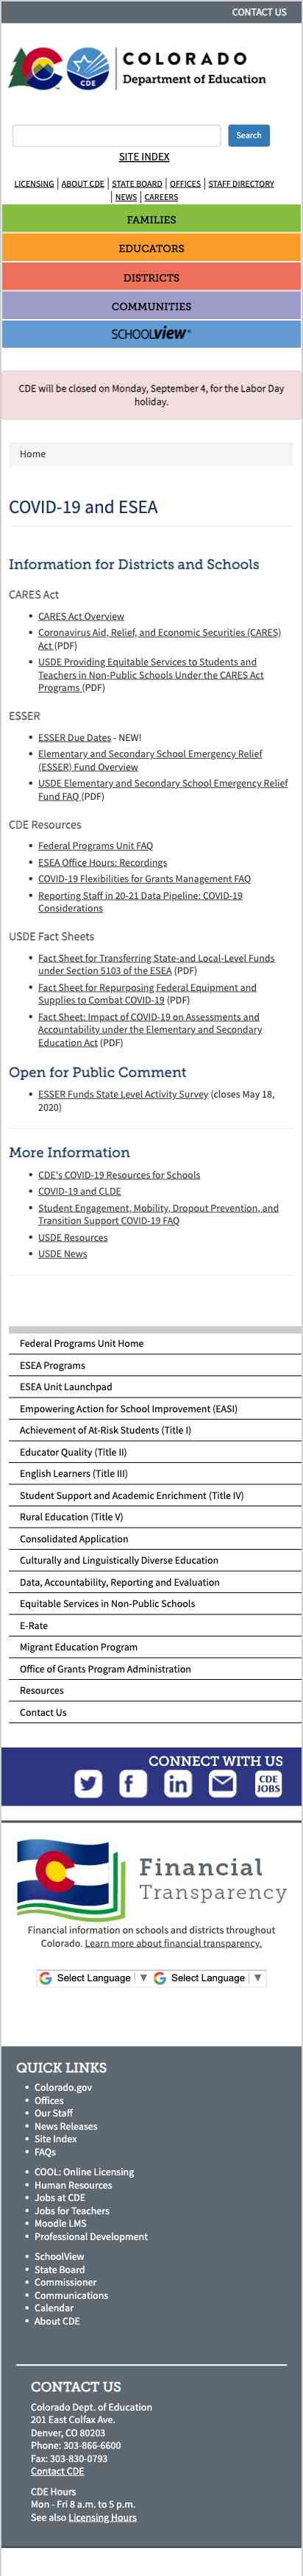 CONTACT US
COLORADO
Department of Education
CDE
Search
SITE INDEX
LICENSING | ABOUT CDE | STATE BOARD | OFFICES | STAFF DIRECTORY
| NEWS | CAREERS
FAMILIES
EDUCATORS
DISTRICTS
COMMUNITIES
SCHOOLVIEW®
CDE will be closed on Monday, September 4, for the Labor Day
holiday.
Home
COVID-19 and ESEA
Information for Districts and Schools
CARES Act
• CARES Act Overview
• Coronavirus Aid, Relief, and Economic Securities (CARES)
Act (PDF)
• USDE Providing Equitable Services to Students and
Teachers in Non-Public Schools Under the CARES Act
Programs (PDF)
ESSER
• ESSER Due Dates - NEW!
• Elementary and Secondary School Emergency Relief
(ESSER) Fund Overview
• USDE Elementary and Secondary School Emergency Relief
Fund FAQ (PDF)
CDE Resources
• Federal Programs Unit FAQ
• ESEA Office Hours: Recordings
• COVID-19 Flexibilities for Grants Management FAQ
• Reporting Staff in 20-21 Data Pipeline: COVID-19
Considerations
USDE Fact Sheets
• Fact Sheet for Transferring State-and Local-Level Funds
under Section 5103 of the ESEA (PDF)
• Fact Sheet for Repurposing Federal Equipment and
Supplies to Combat COVID-19 (PDF)
• Fact Sheet: Impact of COVID-19 on Assessments and
Accountability under the Elementary and Secondary
Education Act (PDF)
Open for Public Comment
• ESSER Funds State Level Activity Survey (closes May 18,
2020)
More Information
• CDE's COVID-19 Resources for Schools
• COVID-19 and CLDE
• Student Engagement, Mobility, Dropout Prevention, and
Transition Support COVID-19 FAQ
• USDE Resources
• USDE News
Federal Programs Unit Home
ESEA Programs
ESEA Unit Launchpad
Empowering Action for School Improvement (EASI)
Achievement of At-Risk Students (Title I)
Educator Quality (Title II)
English Learners (Title III)
Student Support and Academic Enrichment (Title IV)
Rural Education (Title V)
Consolidated Application
Culturally and Linguistically Diverse Education
Data, Accountability, Reporting and Evaluation
Equitable Services in Non-Public Schools
E-Rate
Migrant Education Program
Office of Grants Program Administration
Resources
Contact Us
CONNECT WITH US
CDE
JOBS
Financial
Transparency
Financial information on schools and districts throughout
Colorado. Learn more about financial transparency.
Select Language ▼ Select Language ▼
QUICK LINKS
• Colorado.gov
• Offices
• Our Staff
• News Releases
• Site Index
• FAQs
• COOL: Online Licensing
• Human Resources
• Jobs at CDE
• Jobs for Teachers
• Moodle LMS
• Professional Development
• SchoolView
• State Board
• Commissioner
• Communications
• Calendar
• About CDE
CONTACT US
Colorado Dept. of Education
201 East Colfax Ave.
Denver, CO 80203
Phone: 303-866-6600
Fax: 303-830-0793
Contact CDE
CDE Hours
Mon - Fri 8 a.m. to 5 p.m.
See also Licensing Hours